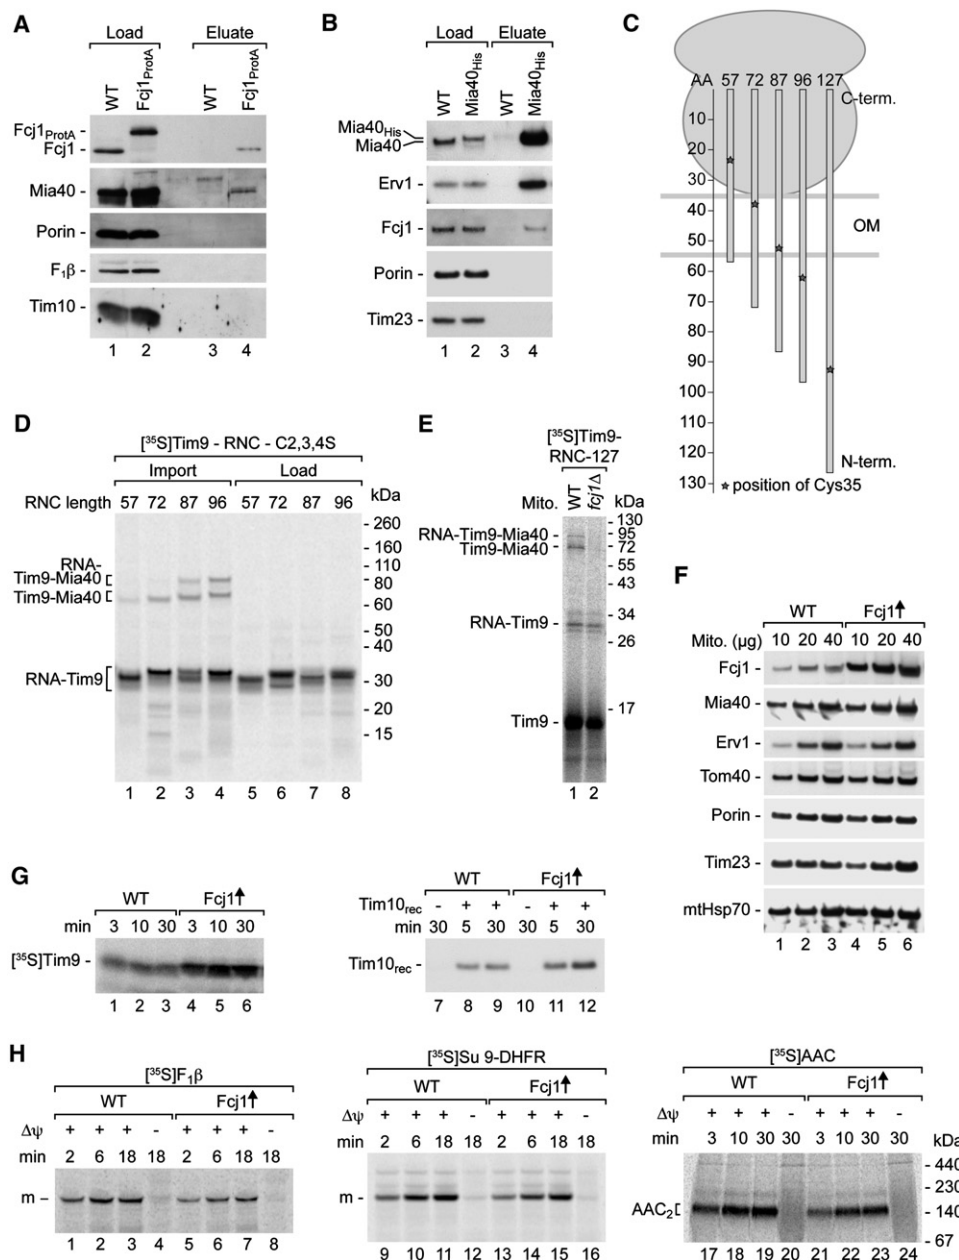 A
Load Eluate
WT Fcj1ProtA WT Fcj1ProtA
Fcj1ProtA -
Fcj1 -
Mia40 -
Porin -
F1β -
Tim10 -
1 2 3 4
B
Load Eluate
WT Mia40His WT Mia40His
Mia40His
Mia40
Erv1 -
Fcj1 -
Porin -
Tim23 -
1 2 3 4
C
AA 57 72 87 96 127
C-term.
10
20
30
40
OM
50
60
70
80
90
100
110
120
N-term.
130
☆ position of Cys35
D
[35S]Tim9 - RNC - C2,3,4S
Import Load
RNC length 57 72 87 96 57 72 87 96
kDa
- 260
- 160
- 110
RNA-
Tim9-Mia40
- 80
Tim9-Mia40
- 60
- 50
- 40
RNA-Tim9
- 30
- 20
- 15
1 2 3 4 5 6 7 8
E
[35S]Tim9-
RNC-127
Mito. WT fcj1Δ kDa
- 130
RNA-Tim9-Mia40 - - 95
Tim9-Mia40 - - 72
- 55
- 43
- 34
RNA-Tim9 -
- 26
- 17
Tim9 -
1 2
F
WT Fcj1↑
Mito. (µg) 10 20 40 10 20 40
Fcj1 -
Mia40 -
Erv1 -
Tom40 -
Porin -
Tim23 -
mtHsp70 -
1 2 3 4 5 6
G
WT Fcj1↑
min 3 10 30 3 10 30
[35S]Tim9 -
1 2 3 4 5 6
WT Fcj1↑
Tim10rec - + + - + +
min 30 5 30 30 5 30
Tim10rec -
7 8 9 10 11 12
H
[35S]F1β
WT Fcj1↑
Δψ + + + - + + + -
min 2 6 18 18 2 6 18 18
m –
1 2 3 4 5 6 7 8
[35S]Su 9-DHFR
WT Fcj1↑
Δψ + + + - + + + -
min 2 6 18 18 2 6 18 18
m -
9 10 11 12 13 14 15 16
[35S]AAC
WT Fcj1↑
Δψ + + + - + + + -
min 3 10 30 30 3 10 30 30 kDa
- 440
- 230
AAC2 - 140
- 67
17 18 19 20 21 22 23 24